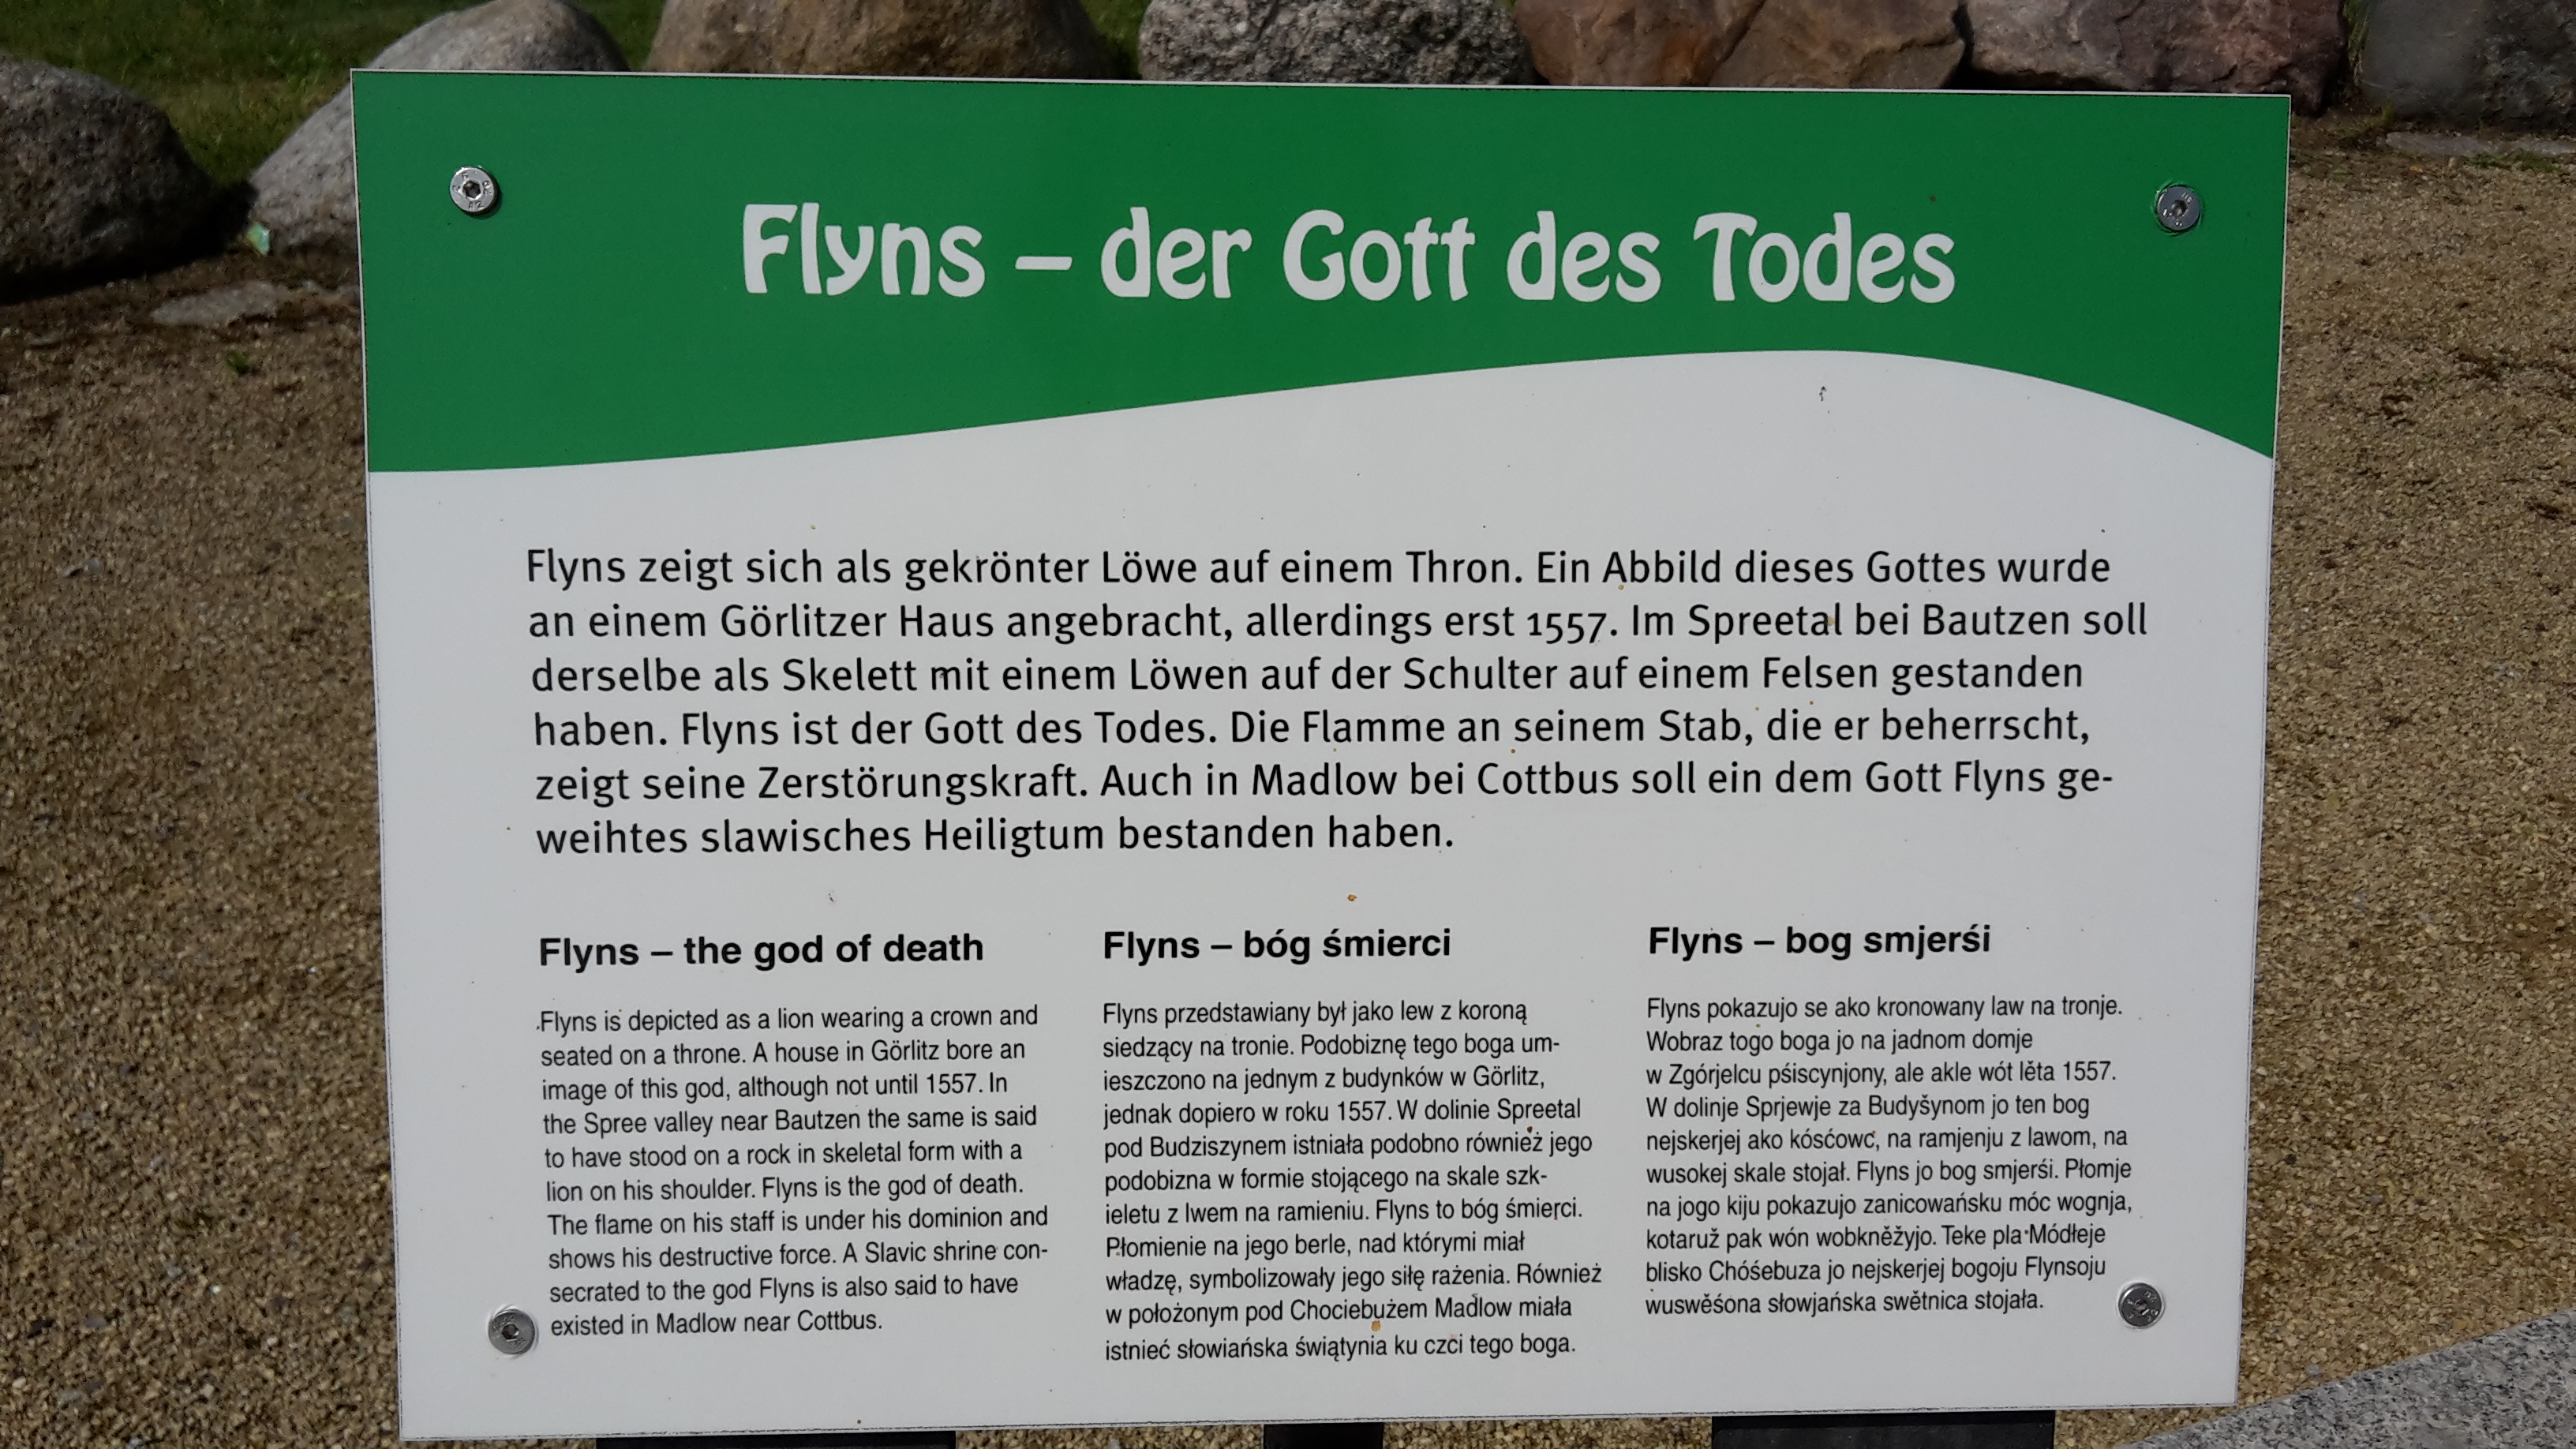 Flyns – der Gott des Todes
Flyns zeigt sich als gekrönter Löwe auf einem Thron. Ein Abbild dieses Gottes wurde
an einem Görlitzer Haus angebracht, allerdings erst 1557. Im Spreetal bei Bautzen soll
derselbe als Skelett mit einem Löwen auf der Schulter auf einem Felsen gestanden
haben. Flyns ist der Gott des Todes. Die Flamme an seinem Stab, die er beherrscht,
zeigt seine Zerstörungskraft. Auch in Madlow bei Cottbus soll ein dem Gott Flyns ge-
weihtes slawisches Heiligtum bestanden haben.
Flyns – the god of death
Flyns is depicted as a lion wearing a crown and
seated on a throne. A house in Görlitz bore an
image of this god, although not until 1557. In
the Spree valley near Bautzen the same is said
to have stood on a rock in skeletal form with a
lion on his shoulder. Flyns is the god of death.
The flame on his staff is under his dominion and
shows his destructive force. A Slavic shrine con-
secrated to the god Flyns is also said to have
existed in Madlow near Cottbus.
Flyns – bóg śmierci
Flyns przedstawiany był jako lew z koroną
siedzący na tronie. Podobiznę tego boga um-
ieszczono na jednym z budynków w Görlitz,
jednak dopiero w roku 1557. W dolinie Spreetal
pod Budziszynem istniała podobno również jego
podobizna w formie stojącego na skale szk-
ieletu z lwem na ramieniu. Flyns to bóg śmierci.
Płomienie na jego berle, nad którymi miał
władzę, symbolizowały jego siłę rażenia. Również
w położonym pod Chociebużem Madlow miała
istnieć słowiańska świątynia ku czci tego boga.
Flyns – bog smjerśi
Flyns pokazujo se ako kronowany law na tronje.
Wobraz togo boga jo na jadnom domje
w Zgórjelcu pśiscynjony, ale akle wót lěta 1557.
W dolinje Sprjewje za Budyšynom jo ten bog
nejskerjej ako kósćowc, na ramjenju z lawom, na
wusokej skale stojał. Flyns jo bog smjerśi. Płomje
na jogo kiju pokazujo zanicowańsku móc wognja,
kotaruž pak wón wobkněžyjo. Teke pla Módłeje
blisko Chóśebuza jo nejskerjej bogoju Flynsoju
wuswěśona słowjańska swětnica stojała.